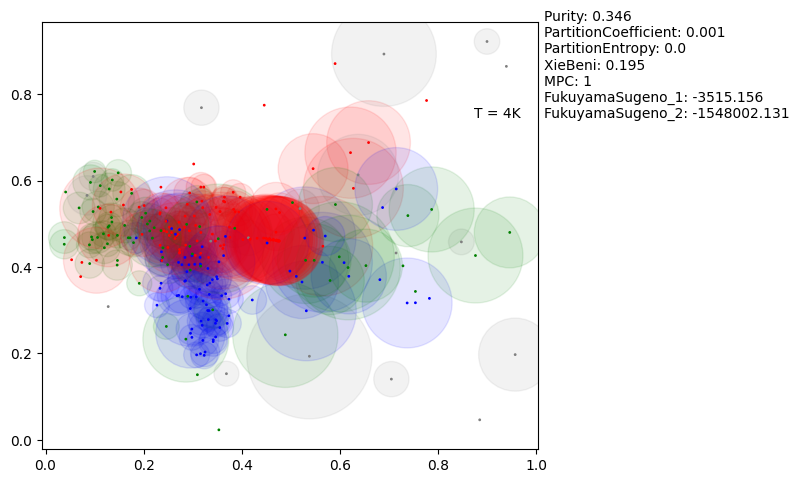 Purity: 0.346
PartitionCoefficient: 0.001
PartitionEntropy: 0.0
XieBeni: 0.195
MPC: 1
FukuyamaSugeno_1: -3515.156
FukuyamaSugeno_2: -1548002.131
T = 4K
0.8
0.6
0.4
0.2
0.0
0.0 0.2 0.4 0.6 0.8 1.0